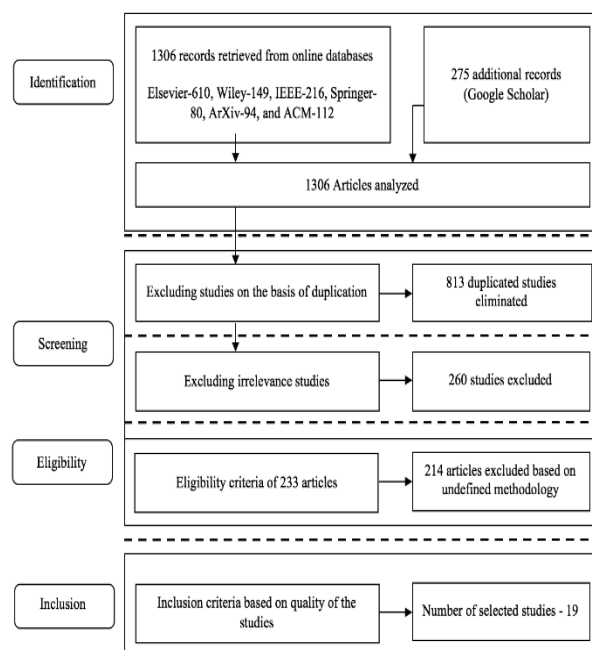 Identification
1306 records retrieved from online databases
Elsevier-610, Wiley-149, IEEE-216, Springer-
80, ArXiv-94, and ACM-112
275 additional records
(Google Scholar)
1306 Articles analyzed
Screening
Excluding studies on the basis of duplication
813 duplicated studies
eliminated
Excluding irrelevance studies
260 studies excluded
Eligibility
Eligibility criteria of 233 articles
214 articles excluded based on
undefined methodology
Inclusion
Inclusion criteria based on quality of the
studies
Number of selected studies - 19